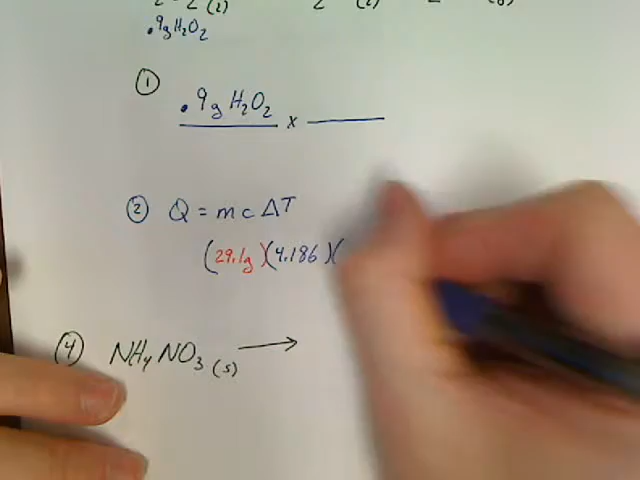 .9g H₂O₂
①
.9g H₂O₂ x
② Q = mcΔT
(29.1g)(4.186)(
④ NH₄NO₃ (s) →